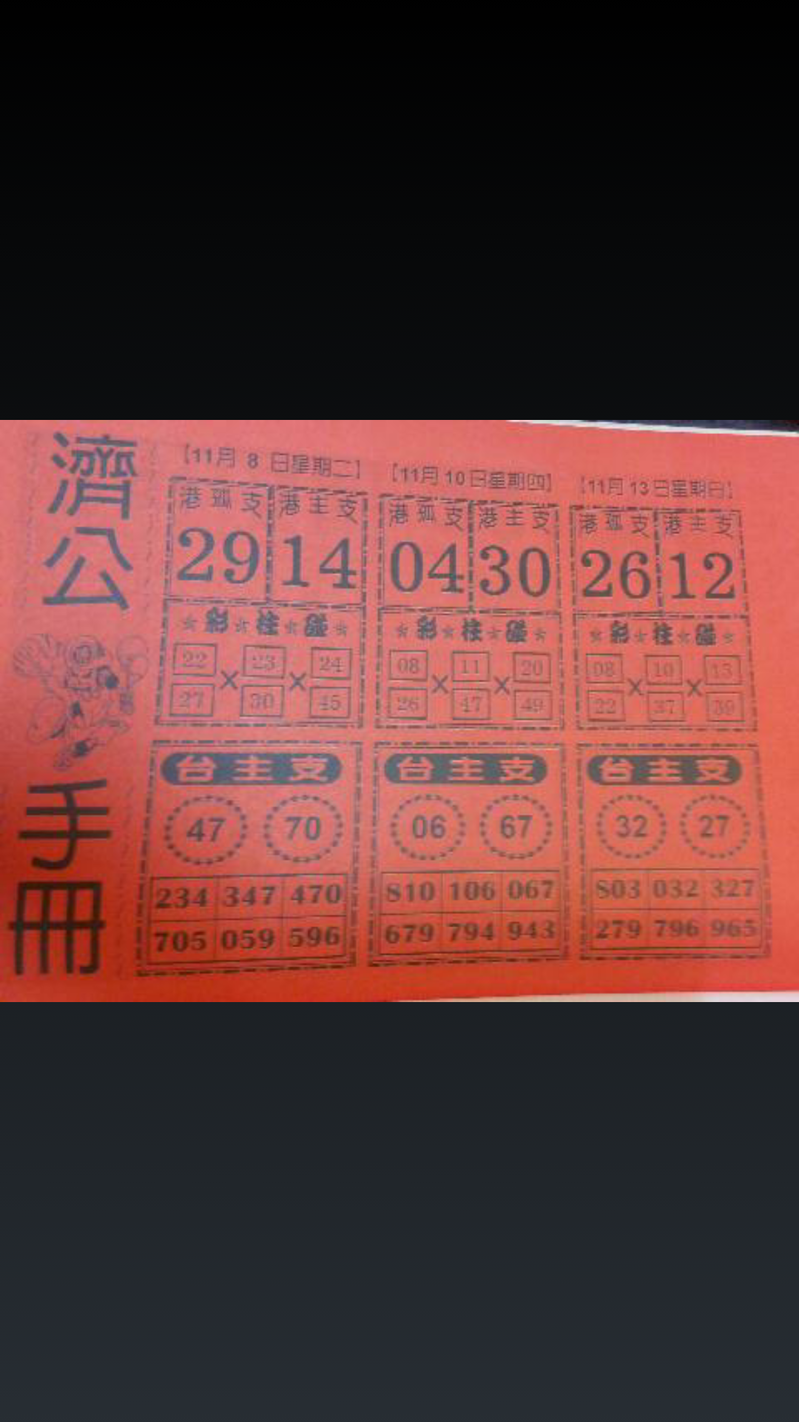 濟公手冊
【11月 8 日星期二】
港孤支 港主支
29 14
☆彩☆柱☆碰☆
22 × 23 × 24
27 30 45
台主支
47 70
234 347 470
705 059 596
【11月 10日星期四】
港孤支 港主支
04 30
☆彩☆柱☆碰☆
08 × 11 × 20
26 47 49
台主支
06 67
810 106 067
679 794 943
【11月 13日星期日】
港孤支 港主支
26 12
☆彩☆柱☆碰☆
08 × 10 × 13
22 37 39
台主支
32 27
803 032 327
279 796 965